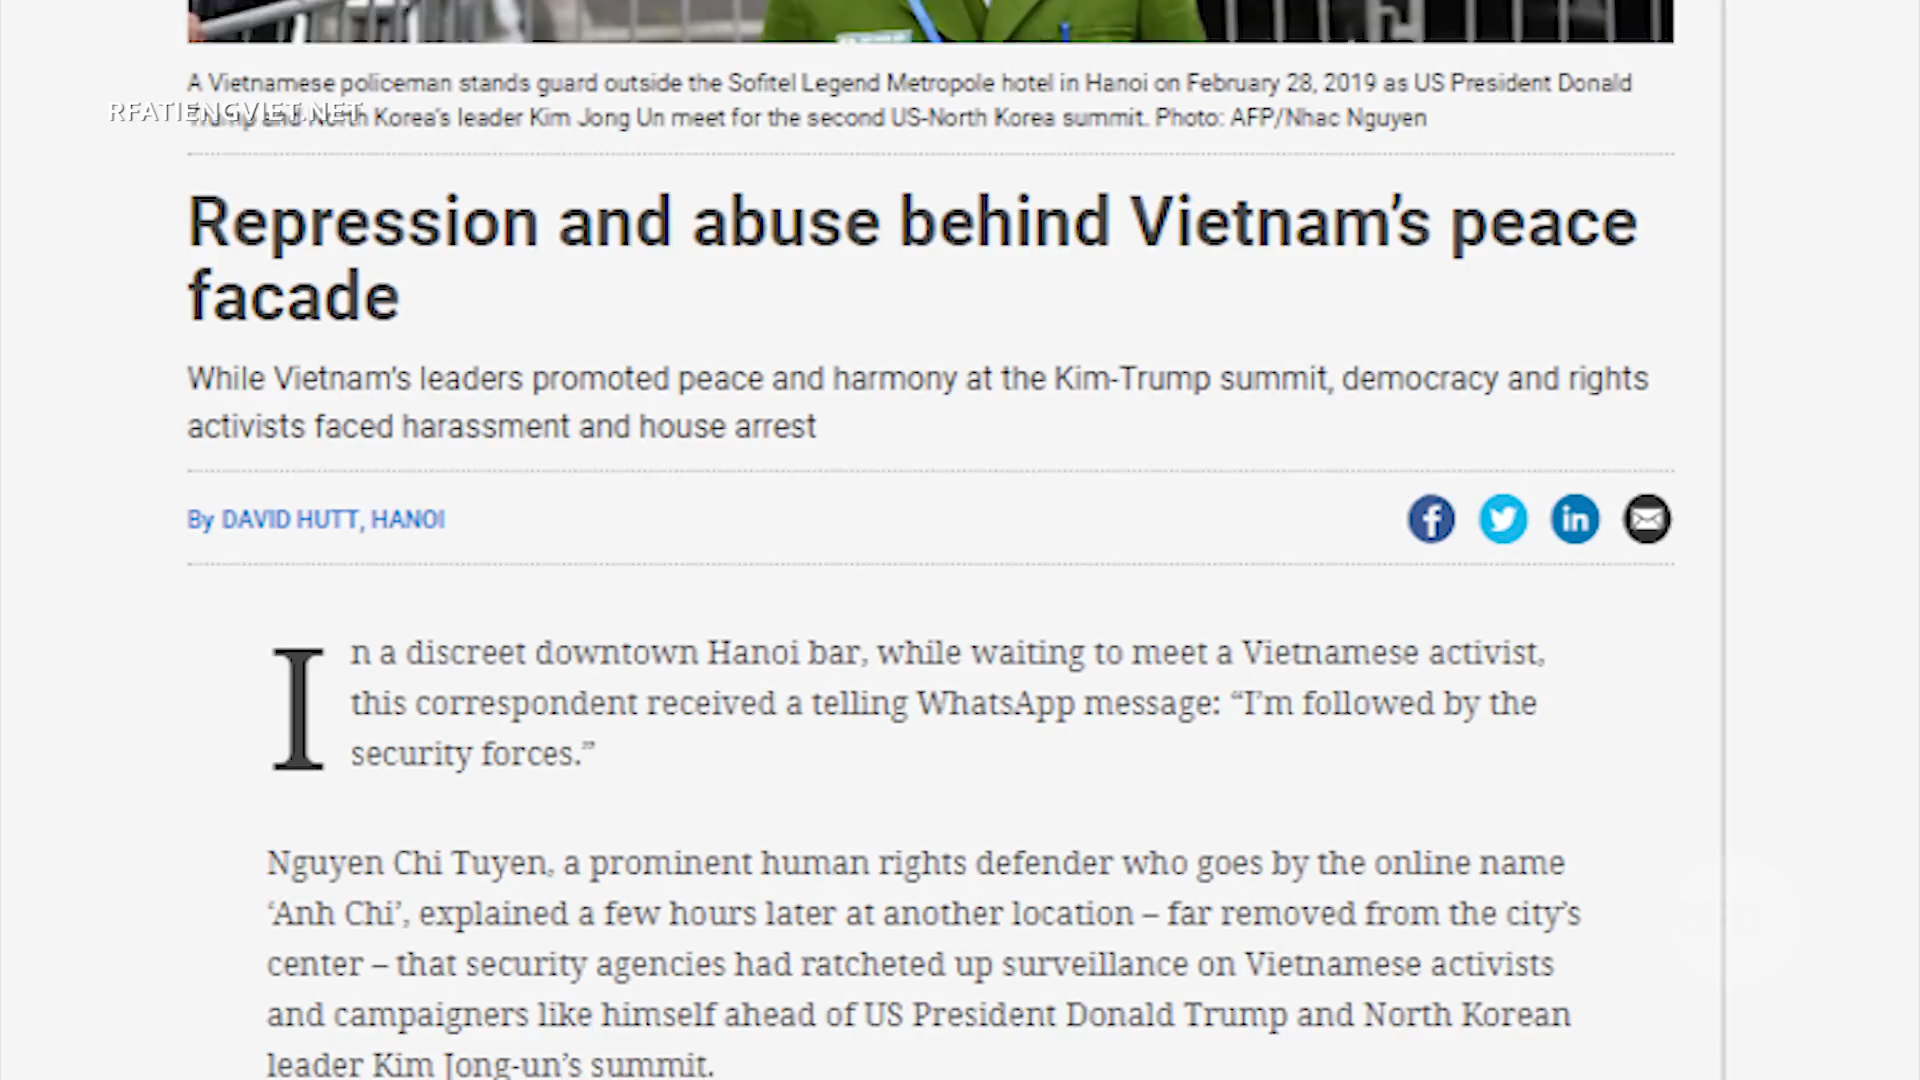 A Vietnamese policeman stands guard outside the Sofitel Legend Metropole hotel in Hanoi on February 28, 2019 as US President Donald
RFATIENGVIET.NET
Trump and North Korea's leader Kim Jong Un meet for the second US-North Korea summit. Photo: AFP/Nhac Nguyen
Repression and abuse behind Vietnam’s peace
facade
While Vietnam's leaders promoted peace and harmony at the Kim-Trump summit, democracy and rights
activists faced harassment and house arrest
By DAVID HUTT, HANOI
In a discreet downtown Hanoi bar, while waiting to meet a Vietnamese activist,
this correspondent received a telling WhatsApp message: “I’m followed by the
security forces.”
Nguyen Chi Tuyen, a prominent human rights defender who goes by the online name
‘Anh Chi’, explained a few hours later at another location – far removed from the city’s
center – that security agencies had ratcheted up surveillance on Vietnamese activists
and campaigners like himself ahead of US President Donald Trump and North Korean
leader Kim Jong-un’s summit.